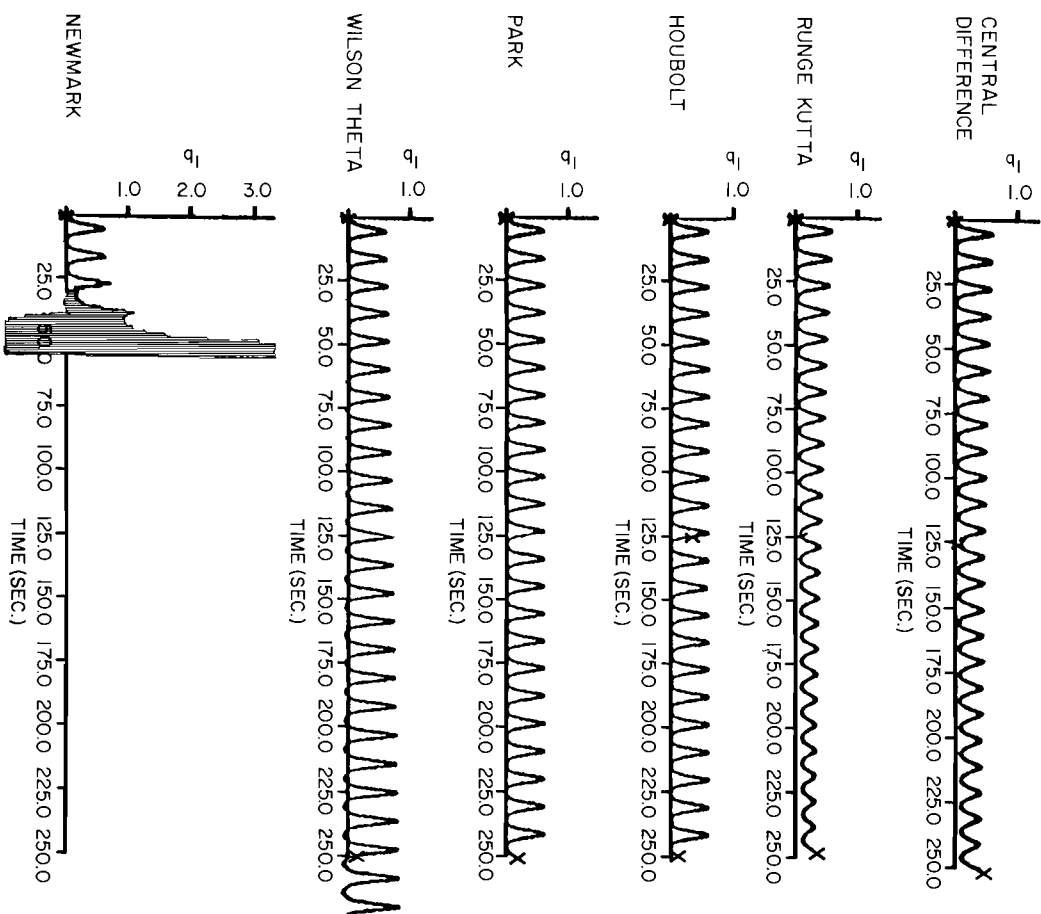 CENTRAL
DIFFERENCE
1.0
q₁
25.0 50.0 75.0 100.0 125.0 150.0 175.0 200.0 225.0 250.0
TIME (SEC.)
RUNGE KUTTA
1.0
q₁
25.0 50.0 75.0 100.0 125.0 150.0 175.0 200.0 225.0 250.0
TIME (SEC.)
HOUBOLT
1.0
q₁
25.0 50.0 75.0 100.0 125.0 150.0 175.0 200.0 225.0 250.0
TIME (SEC.)
PARK
1.0
q₁
25.0 50.0 75.0 100.0 125.0 150.0 175.0 200.0 225.0 250.0
TIME (SEC.)
WILSON THETA
1.0
q₁
25.0 50.0 75.0 100.0 125.0 150.0 175.0 200.0 225.0 250.0
TIME (SEC.)
NEWMARK
3.0
2.0
q₁
1.0
25.0 50.0 75.0 100.0 125.0 150.0 175.0 200.0 225.0 250.0
TIME (SEC.)